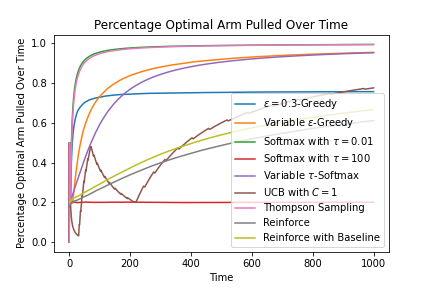 Percentage Optimal Arm Pulled Over Time
Percentage Optimal Arm Pulled Over Time
1.0
0.8
0.6
0.4
0.2
0.0
ε = 0.3-Greedy
Variable ε-Greedy
Softmax with τ = 0.01
Softmax with τ = 100
Variable τ-Softmax
UCB with C = 1
Thompson Sampling
Reinforce
Reinforce with Baseline
0 200 400 600 800 1000
Time